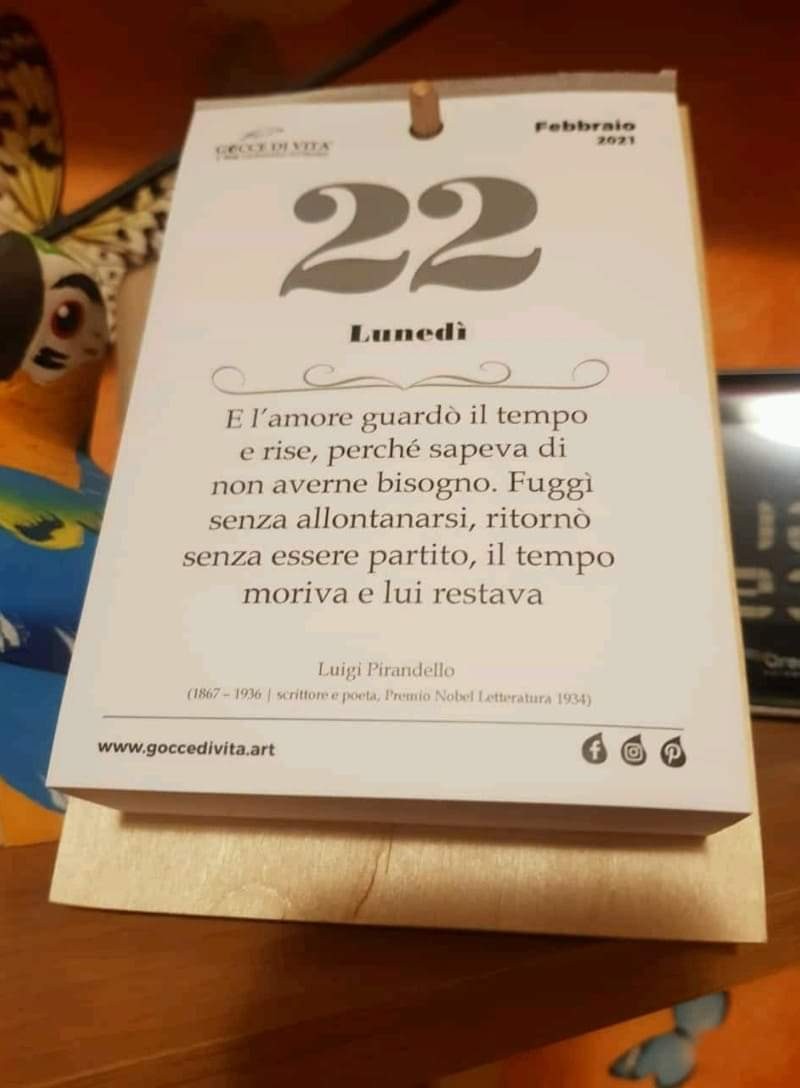 GOCCE DI VITA
Febbraio
2021
22
Lunedì
E l'amore guardò il tempo
e rise, perché sapeva di
non averne bisogno. Fuggì
senza allontanarsi, ritornò
senza essere partito, il tempo
moriva e lui restava
Luigi Pirandello
(1867 – 1936 | scrittore e poeta, Premio Nobel Letteratura 1934)
www.goccedivita.art